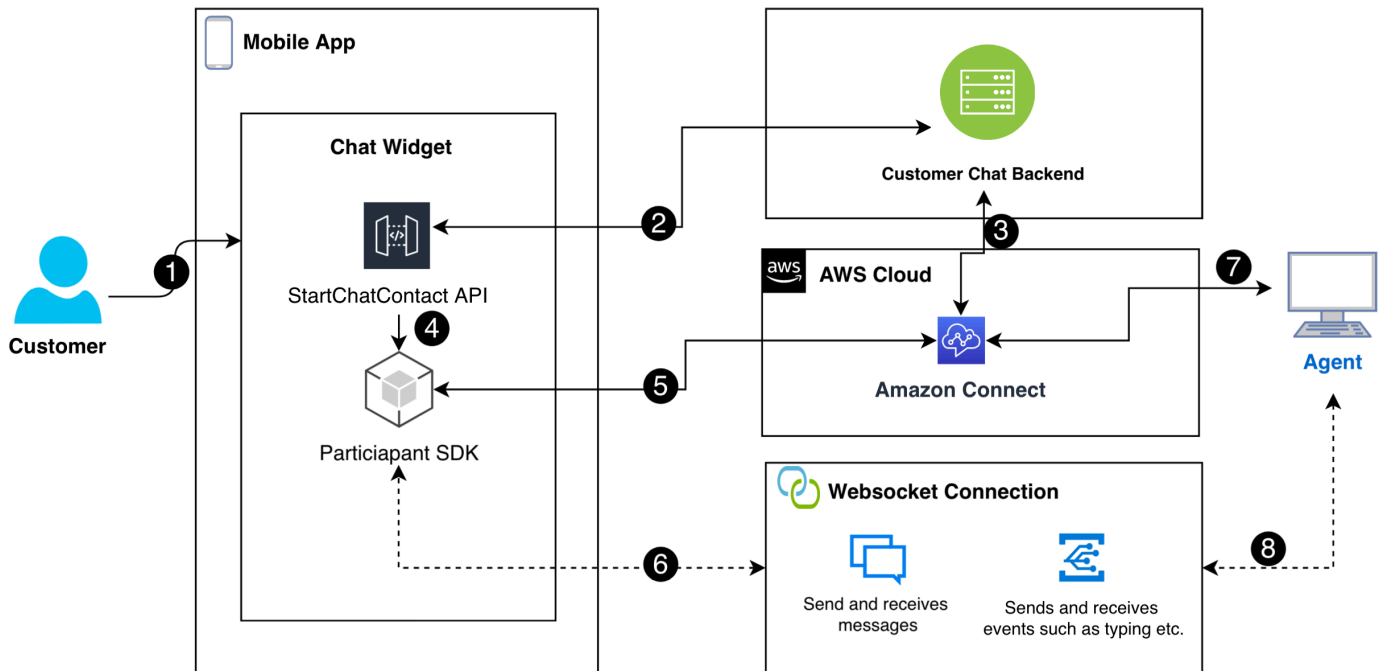 Mobile App
Chat Widget
StartChatContact API
Particiapant SDK
Customer
1
2
3
4
5
6
7
8
Customer Chat Backend
aws
AWS Cloud
</>
Amazon Connect
Agent
Websocket Connection
Send and receives
messages
Sends and receives
events such as typing etc.